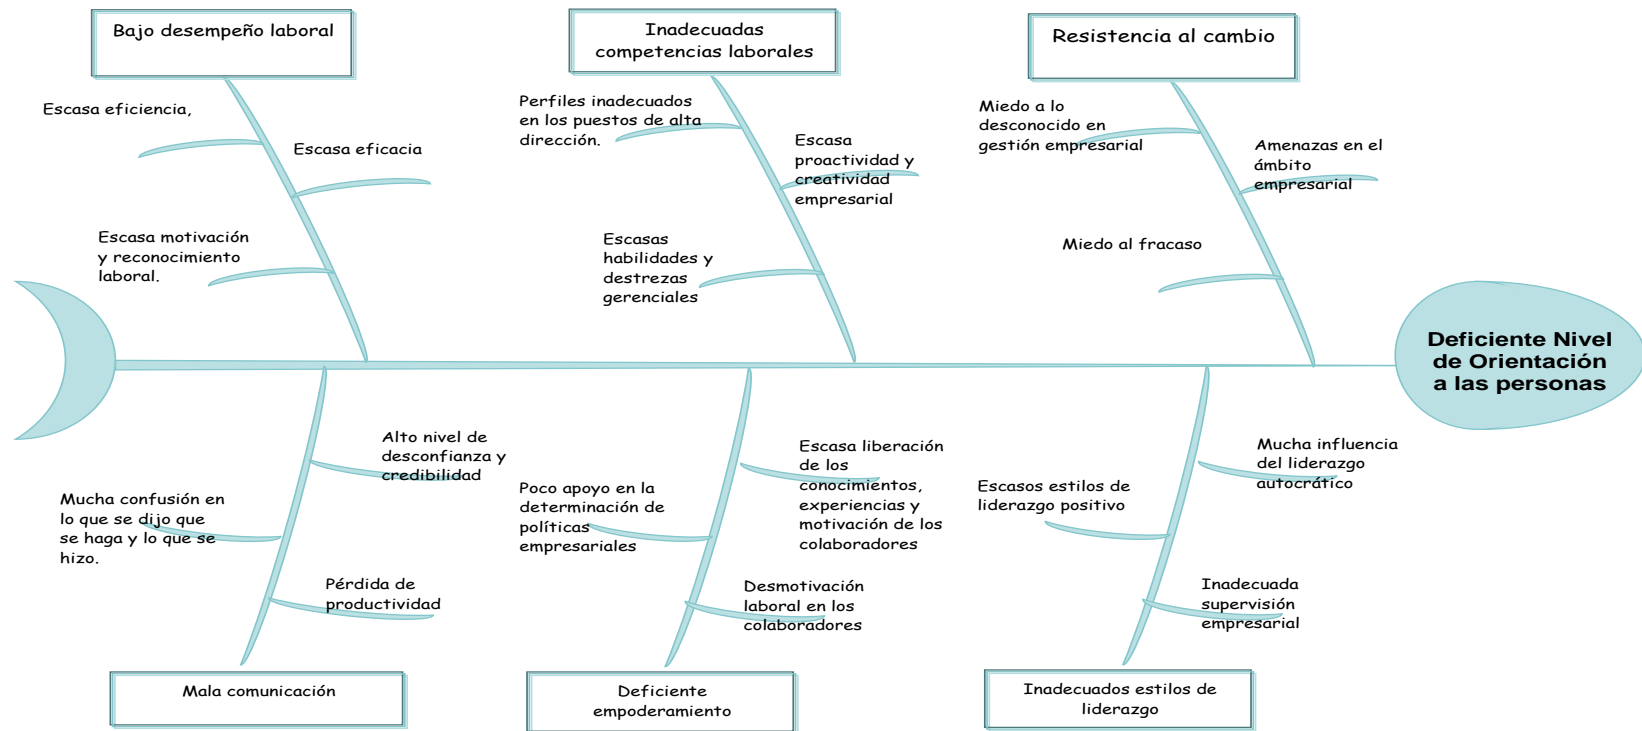 Bajo desempeño laboral
Inadecuadas
competencias laborales
Resistencia al cambio
Escasa eficiencia,
Escasa eficacia
Escasa motivación
y reconocimiento
laboral.
Perfiles inadecuados
en los puestos de alta
dirección.
Escasa
proactividad y
creatividad
empresarial
Escasas
habilidades y
destrezas
gerenciales
Miedo a lo
desconocido en
gestión empresarial
Amenazas en el
ámbito
empresarial
Miedo al fracaso
Deficiente Nivel
de Orientación
a las personas
Alto nivel de
desconfianza y
credibilidad
Mucha confusión en
lo que se dijo que
se haga y lo que se
hizo.
Pérdida de
productividad
Escasa liberación
de los
conocimientos,
experiencias y
motivación de los
colaboradores
Poco apoyo en la
determinación de
políticas
empresariales
Desmotivación
laboral en los
colaboradores
Mucha influencia
del liderazgo
autocrático
Escasos estilos de
liderazgo positivo
Inadecuada
supervisión
empresarial
Mala comunicación
Deficiente
empoderamiento
Inadecuados estilos de
liderazgo